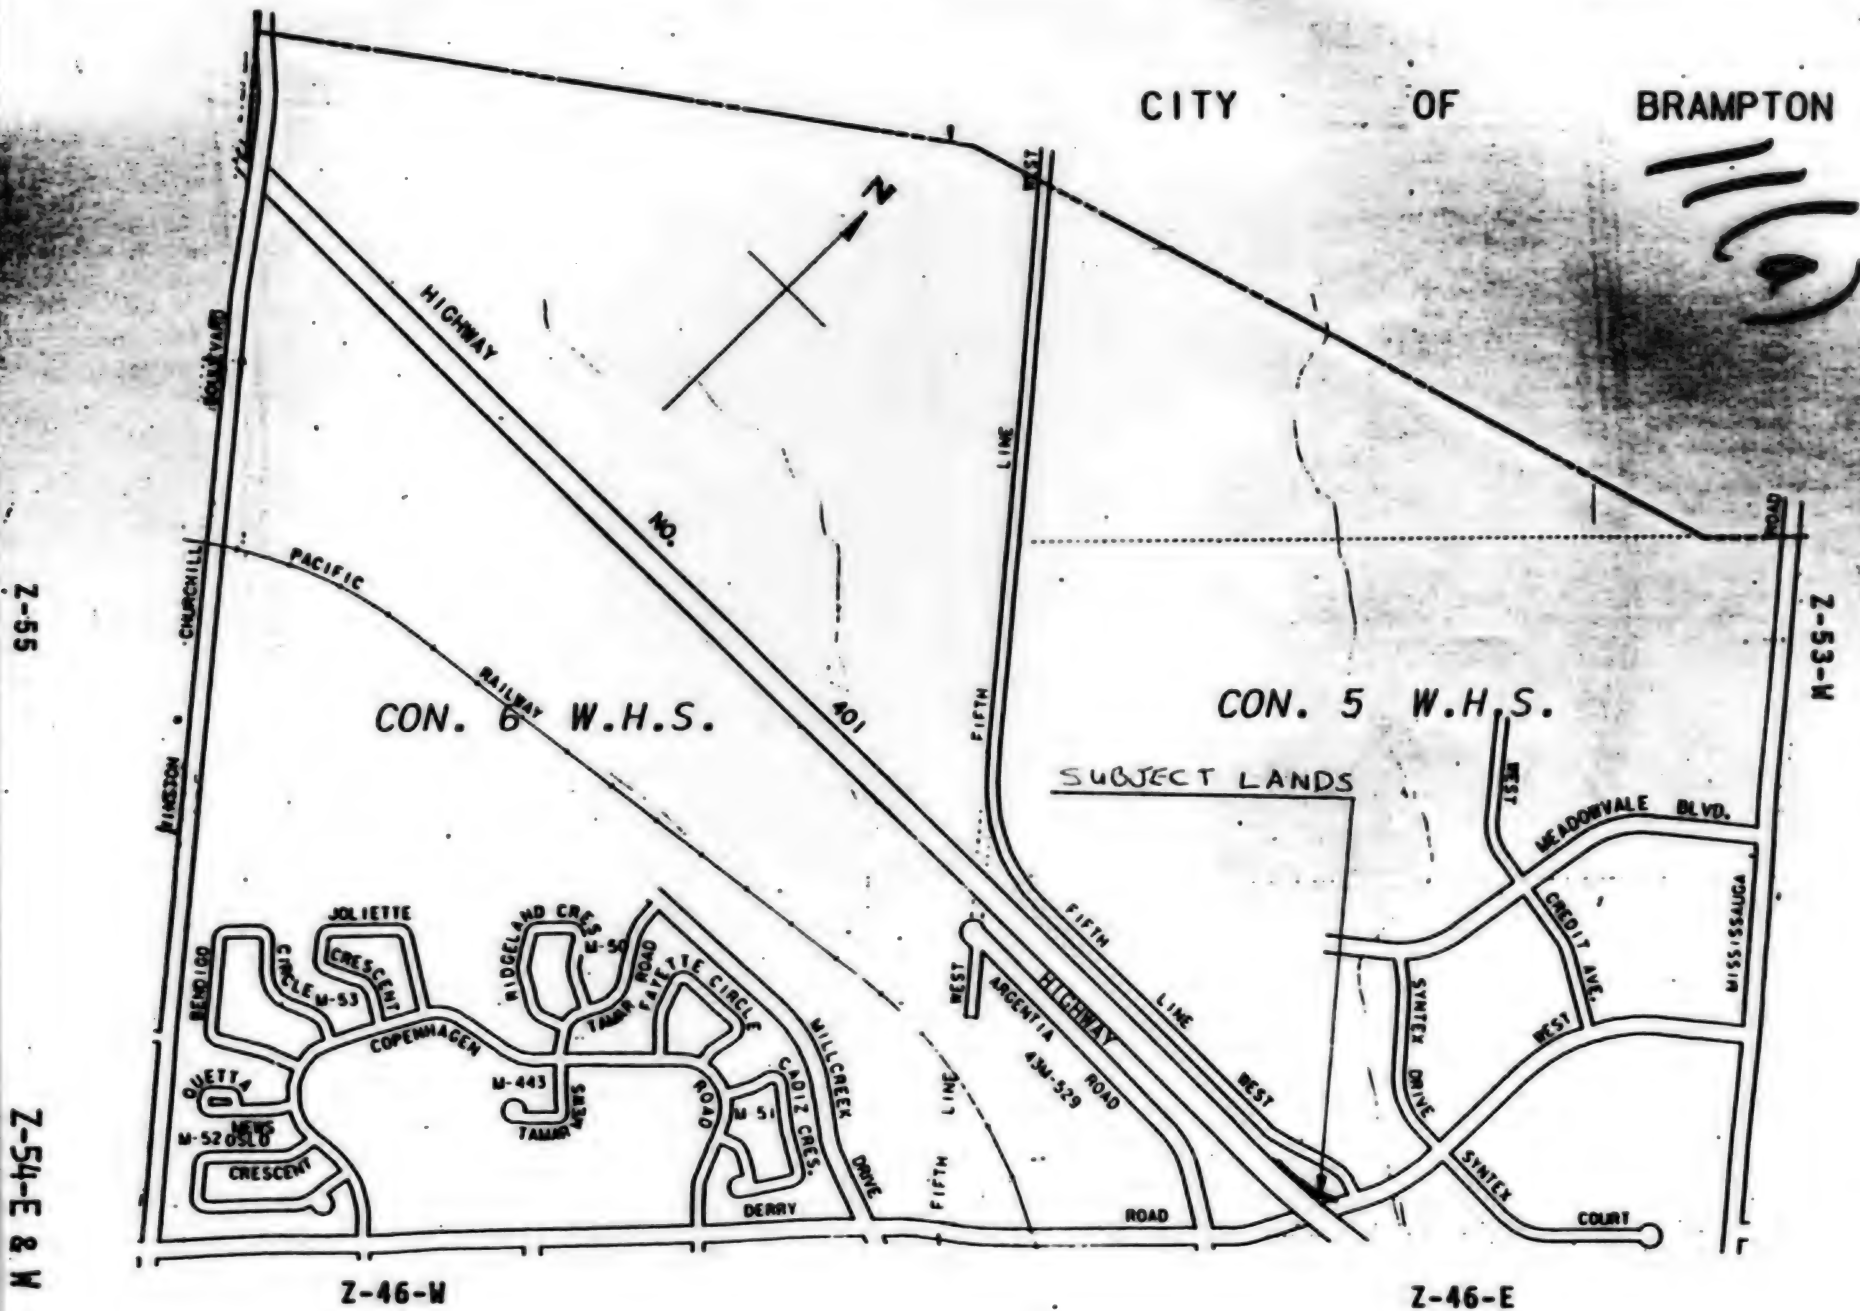 CITY OF BRAMPTON
N
WEST
HIGHWAY
BOULEVARD
LINE
NO.
ROAD
PACIFIC
CHURCHILL
Z-55
Z-53-W
RAILWAY
CON. 6 W.H.S.
401
FIFTH
CON. 5 W.H.S.
SUBJECT LANDS
WEST
WINSTON
MEADOWVALE BLVD.
MISSISSAUGA
CREDIT AVE.
JOLIETTE
CRESCENT
BENDIGO
CIRCLE
M-53
RIDGELAND CRES
M-50
TAMAR ROAD
FAYETTE CIRCLE
COPENHAGEN
ROAD
MILLCREEK
DRIVE
WEST
ARGENTIA
ROAD
43M-529
HIGHWAY
FIFTH
LINE
WEST
SYNTEX
DRIVE
WEST
QUETTA
MEWS
M-52
OSLO
CRESCENT
M-443
TAMAR
MEWS
M-51
CADIZ CRES.
LINE
FIFTH
DERRY
ROAD
SYNTEX
COURT
Z-54-E & W
Z-46-W
Z-46-E